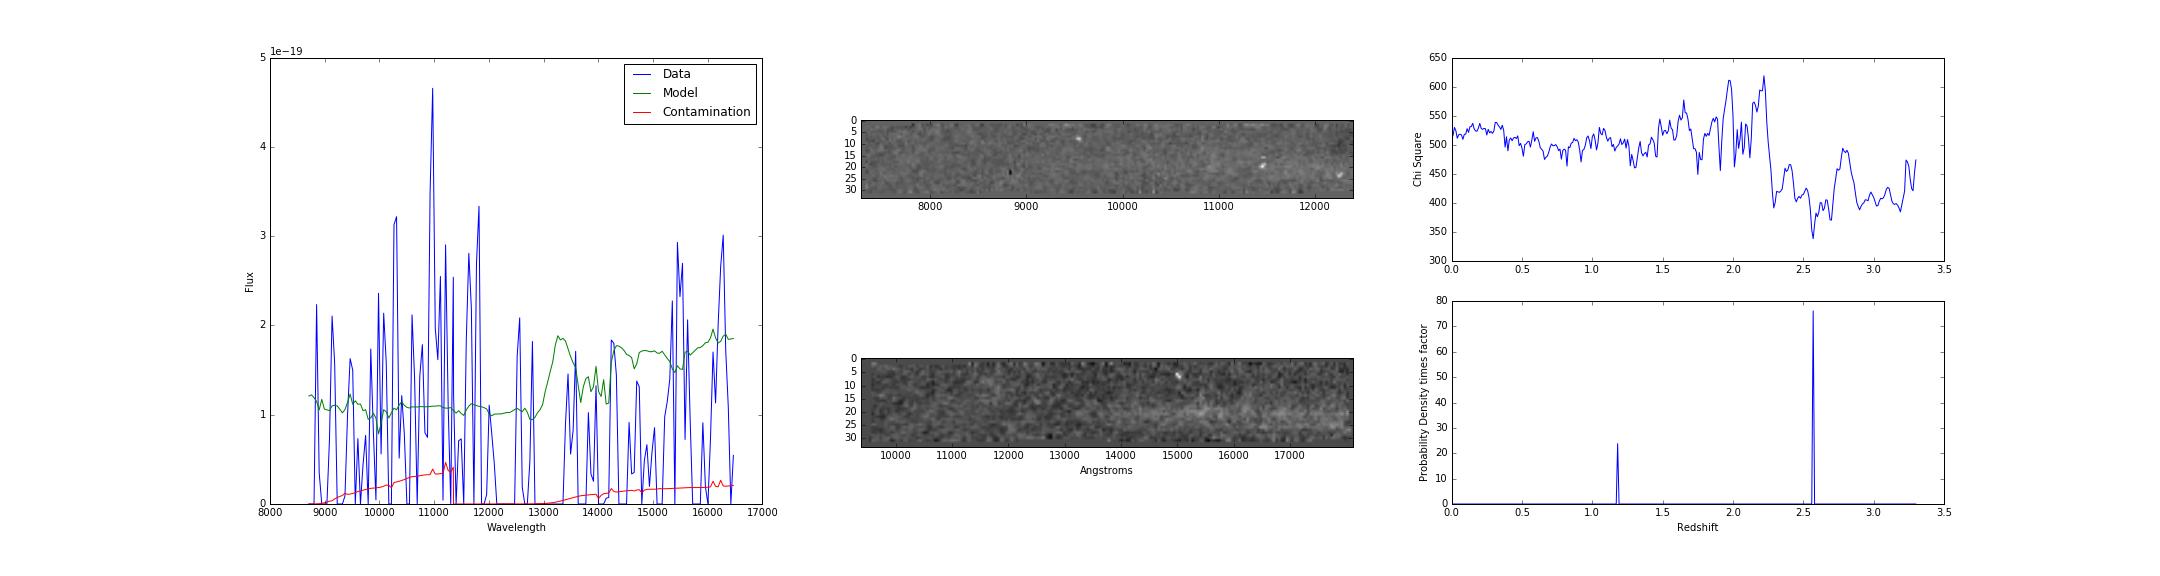 1e−19
5
4
3
2
1
0
Flux
8000 9000 10000 11000 12000 13000 14000 15000 16000 17000
Wavelength
Data
Model
Contamination
0
5
10
15
20
25
30
8000 9000 10000 11000 12000
0
5
10
15
20
25
30
10000 11000 12000 13000 14000 15000 16000 17000
Angstroms
650
600
550
500
450
400
350
300
Chi Square
0.0 0.5 1.0 1.5 2.0 2.5 3.0 3.5
80
70
60
50
40
30
20
10
0
Probability Density times factor
0.0 0.5 1.0 1.5 2.0 2.5 3.0 3.5
Redshift